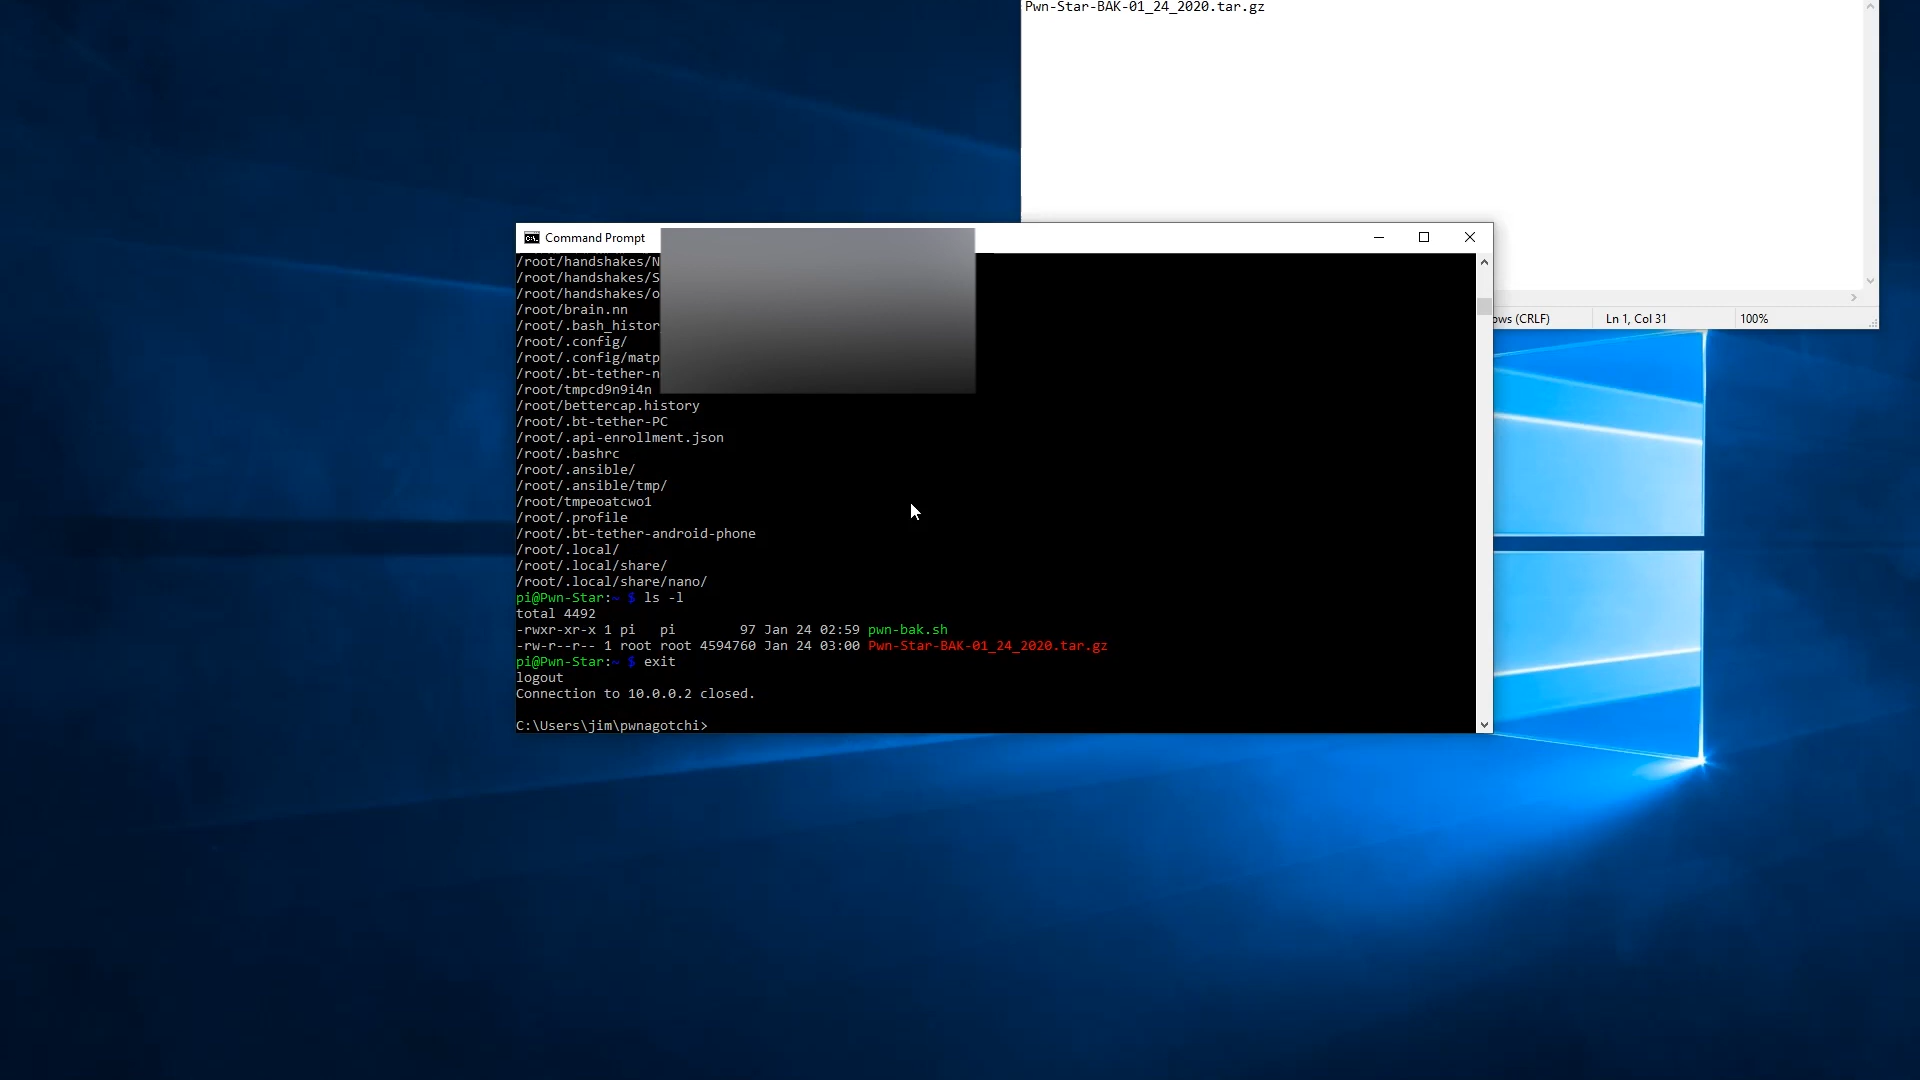 Pwn-Star-BAK-01_24_2020.tar.gz
Command Prompt
/root/handshakes/N
/root/handshakes/S
/root/handshakes/o
/root/brain.nn
/root/.bash_histor
/root/.config/
/root/.config/matp
/root/.bt-tether-n
/root/tmpcd9n9i4n
/root/bettercap.history
/root/.bt-tether-PC
/root/.api-enrollment.json
/root/.bashrc
/root/.ansible/
/root/.ansible/tmp/
/root/tmpeoatcwo1
/root/.profile
/root/.bt-tether-android-phone
/root/.local/
/root/.local/share/
/root/.local/share/nano/
pi@Pwn-Star:~ $ ls -l
total 4492
-rwxr-xr-x 1 pi   pi        97 Jan 24 02:59 pwn-bak.sh
-rw-r--r-- 1 root root 4594760 Jan 24 03:00 Pwn-Star-BAK-01_24_2020.tar.gz
pi@Pwn-Star:~ $ exit
logout
Connection to 10.0.0.2 closed.
C:\Users\jim\pwnagotchi>
ows (CRLF) Ln 1, Col 31 100%